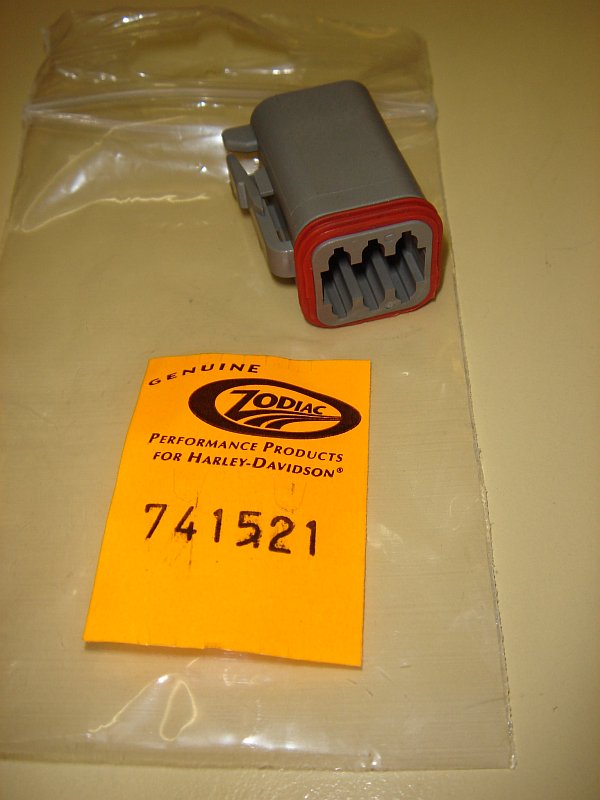 GENUINE
ZODIAC
PERFORMANCE PRODUCTS
FOR HARLEY-DAVIDSON®
741521